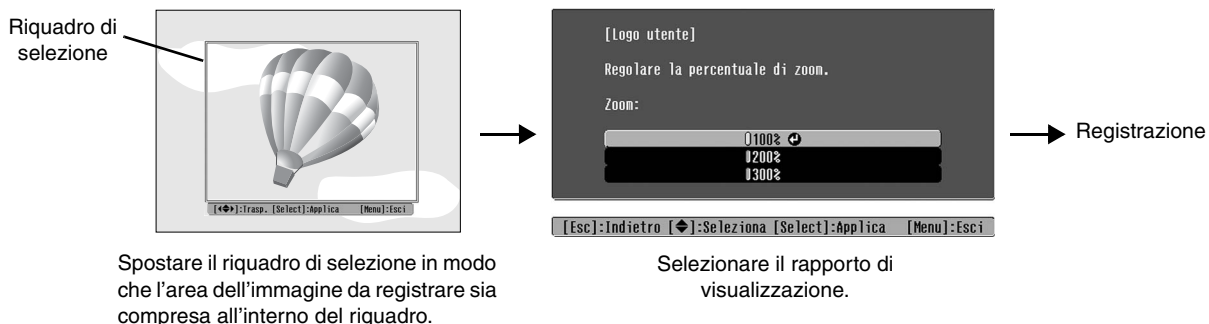 Riquadro di
selezione
[◀◆▶]:Trasp. [Select]:Applica [Menu]:Esci
Spostare il riquadro di selezione in modo
che l'area dell'immagine da registrare sia
compresa all'interno del riquadro.
[Logo utente]
Regolare la percentuale di zoom.
Zoom:
100%
200%
300%
[Esc]:Indietro [◆]:Seleziona [Select]:Applica [Menu]:Esci
Selezionare il rapporto di
visualizzazione.
Registrazione